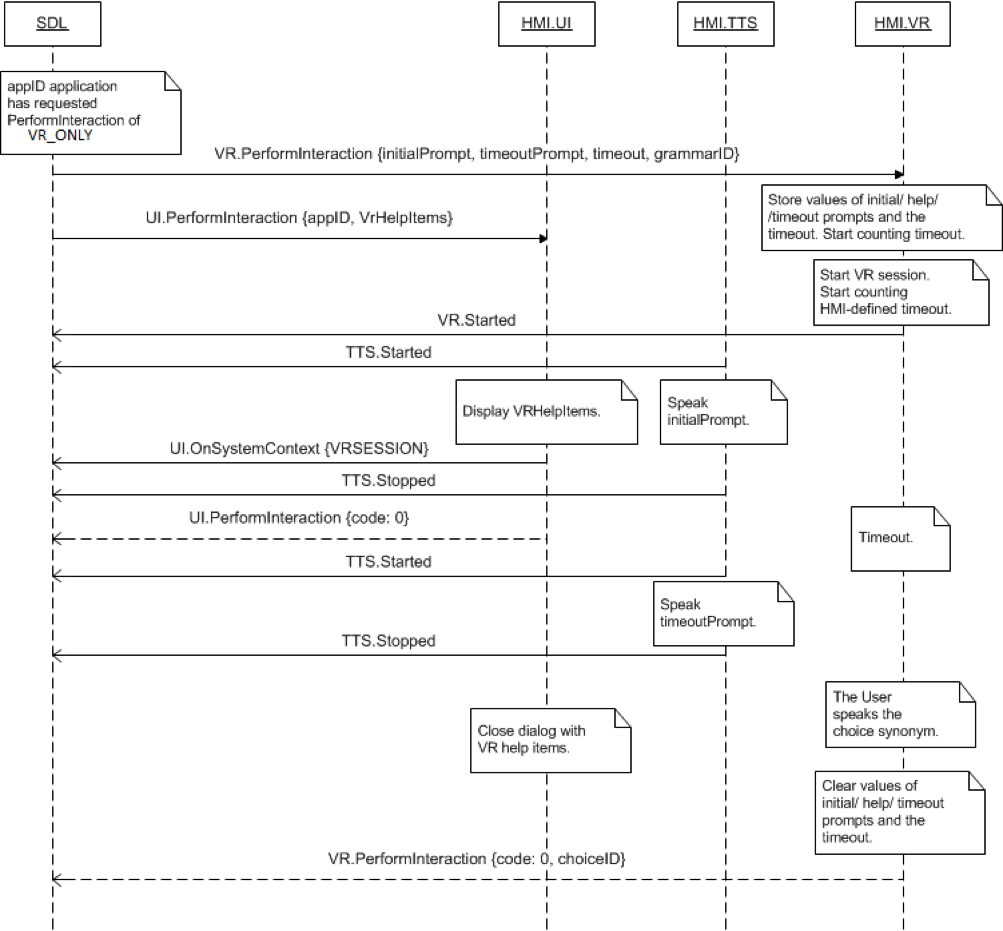 SDL
HMI.UI
HMI.TTS
HMI.VR
appID application
has requested
PerformInteraction of
VR_ONLY
VR.PerformInteraction {initialPrompt, timeoutPrompt, timeout, grammarID}
Store values of initial/ help/
/timeout prompts and the
timeout. Start counting timeout.
UI.PerformInteraction {appID, VrHelpItems}
Start VR session.
Start counting
HMI-defined timeout.
VR.Started
TTS.Started
Display VRHelpItems.
Speak
initialPrompt.
UI.OnSystemContext {VRSESSION}
TTS.Stopped
UI.PerformInteraction {code: 0}
Timeout.
TTS.Started
Speak
timeoutPrompt.
TTS.Stopped
The User
speaks the
choice synonym.
Close dialog with
VR help items.
Clear values of
initial/ help/ timeout
prompts and the
timeout.
VR.PerformInteraction {code: 0, choiceID}